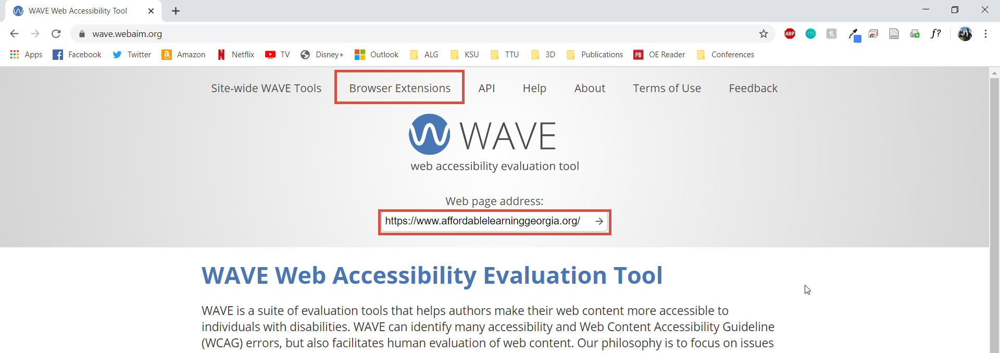 WAVE Web Accessibility Tool
wave.webaim.org
ABP m h f?
Apps Facebook Twitter Amazon Netflix TV Disney+ Outlook ALG KSU TTU 3D Publications PB OE Reader Conferences
Site-wide WAVE Tools Browser Extensions API Help About Terms of Use Feedback
WAVE
web accessibility evaluation tool
Web page address:
https://www.affordablelearninggeorgia.org/
WAVE Web Accessibility Evaluation Tool
WAVE is a suite of evaluation tools that helps authors make their web content more accessible to
individuals with disabilities. WAVE can identify many accessibility and Web Content Accessibility Guideline
(WCAG) errors, but also facilitates human evaluation of web content. Our philosophy is to focus on issues